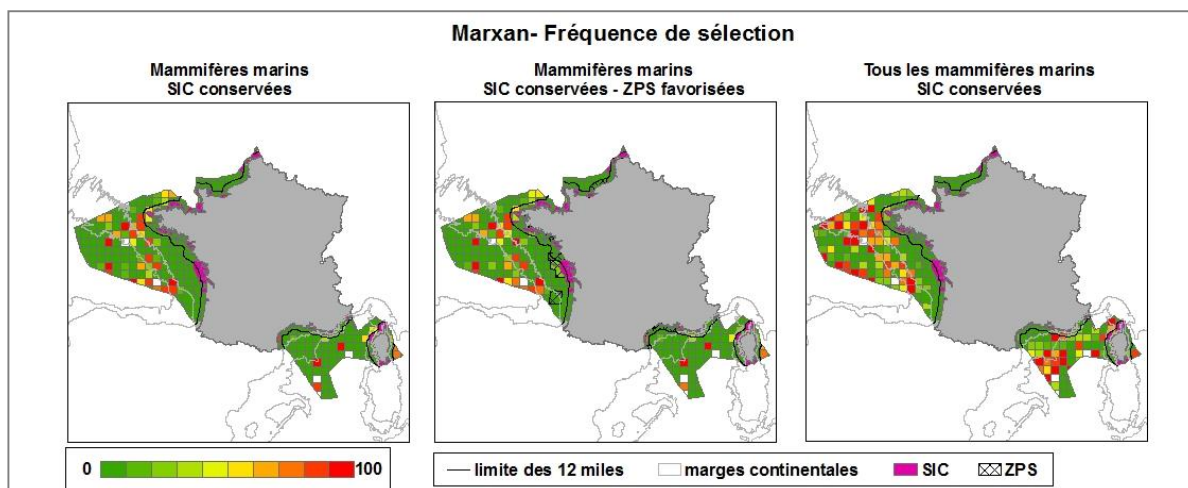 Marxan- Fréquence de sélection
Mammifères marins
SIC conservées
Mammifères marins
SIC conservées - ZPS favorisées
Tous les mammifères marins
SIC conservées
0 100
limite des 12 miles marges continentales SIC ZPS